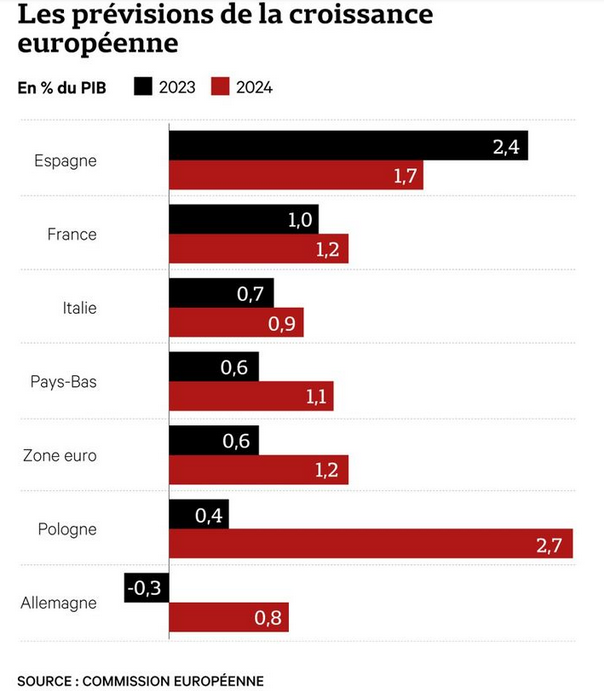 Les prévisions de la croissance
européenne
En % du PIB 2023 2024
2,4
Espagne
1,7
1,0
France
1,2
0,7
Italie
0,9
0,6
Pays-Bas
1,1
0,6
Zone euro
1,2
0,4
Pologne
2,7
-0,3
Allemagne
0,8
SOURCE : COMMISSION EUROPÉENNE